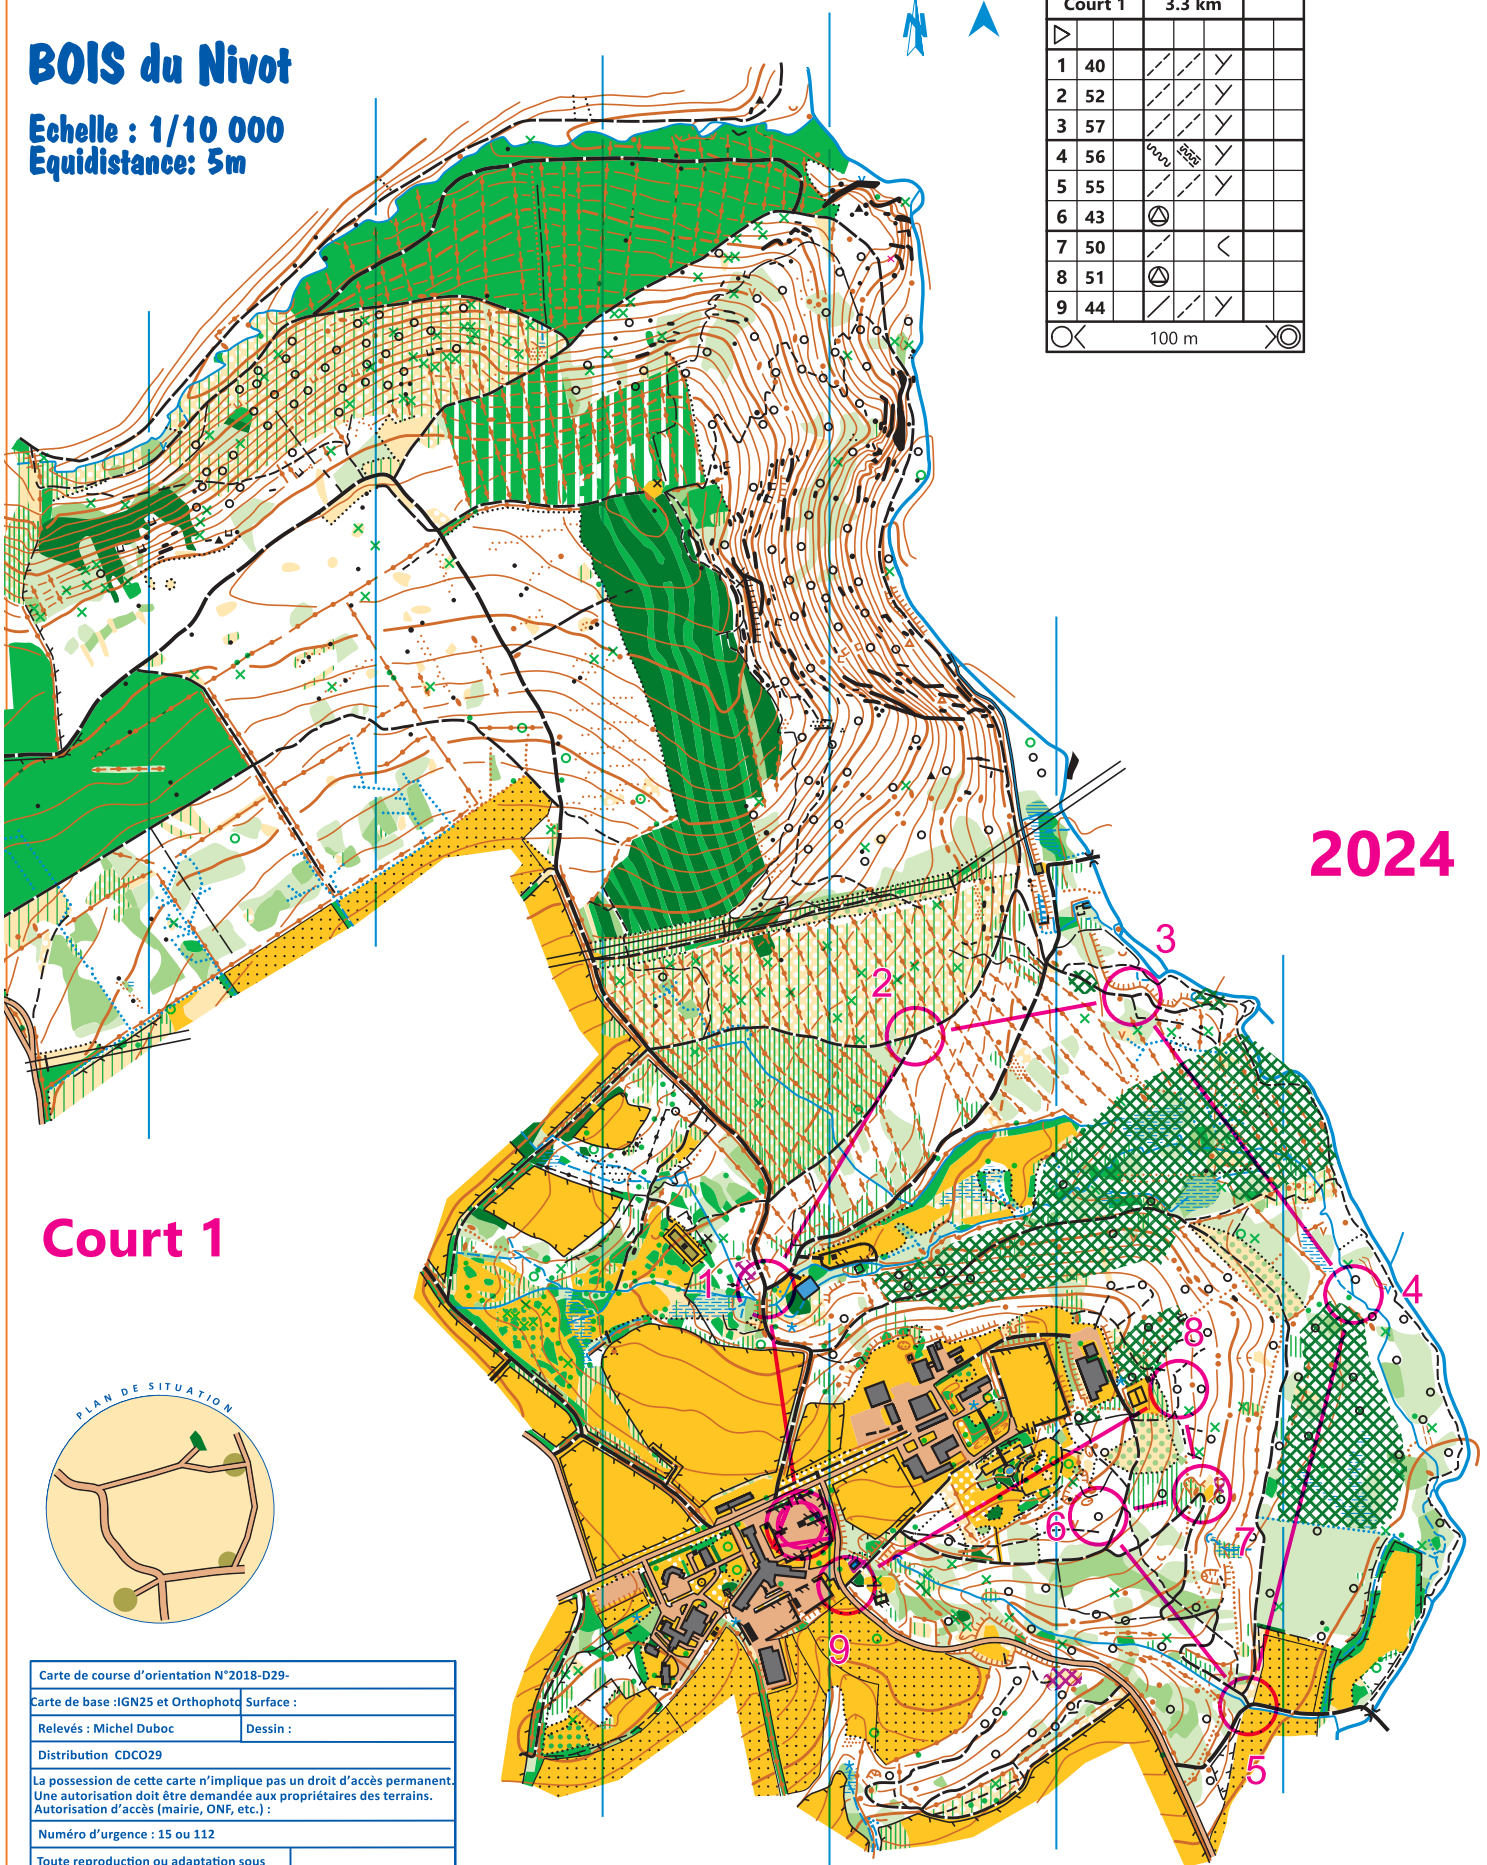 N
Court 1 3.3 km
1 40
2 52
3 57
4 56
5 55
6 43
7 50
8 51
9 44
100 m
BOIS du Nivot
Echelle : 1/10 000
Equidistance: 5m
2024
3
2
1
4
8
6
7
9
5
Court 1
PLAN DE SITUATION
Carte de course d'orientation N°2018-D29-
Carte de base :IGN25 et Orthophoto Surface :
Relevés : Michel Duboc Dessin :
Distribution CDCO29
La possession de cette carte n'implique pas un droit d'accès permanent.
Une autorisation doit être demandée aux propriétaires des terrains.
Autorisation d'accès (mairie, ONF, etc.) :
Numéro d'urgence : 15 ou 112
Toute reproduction ou adaptation sous